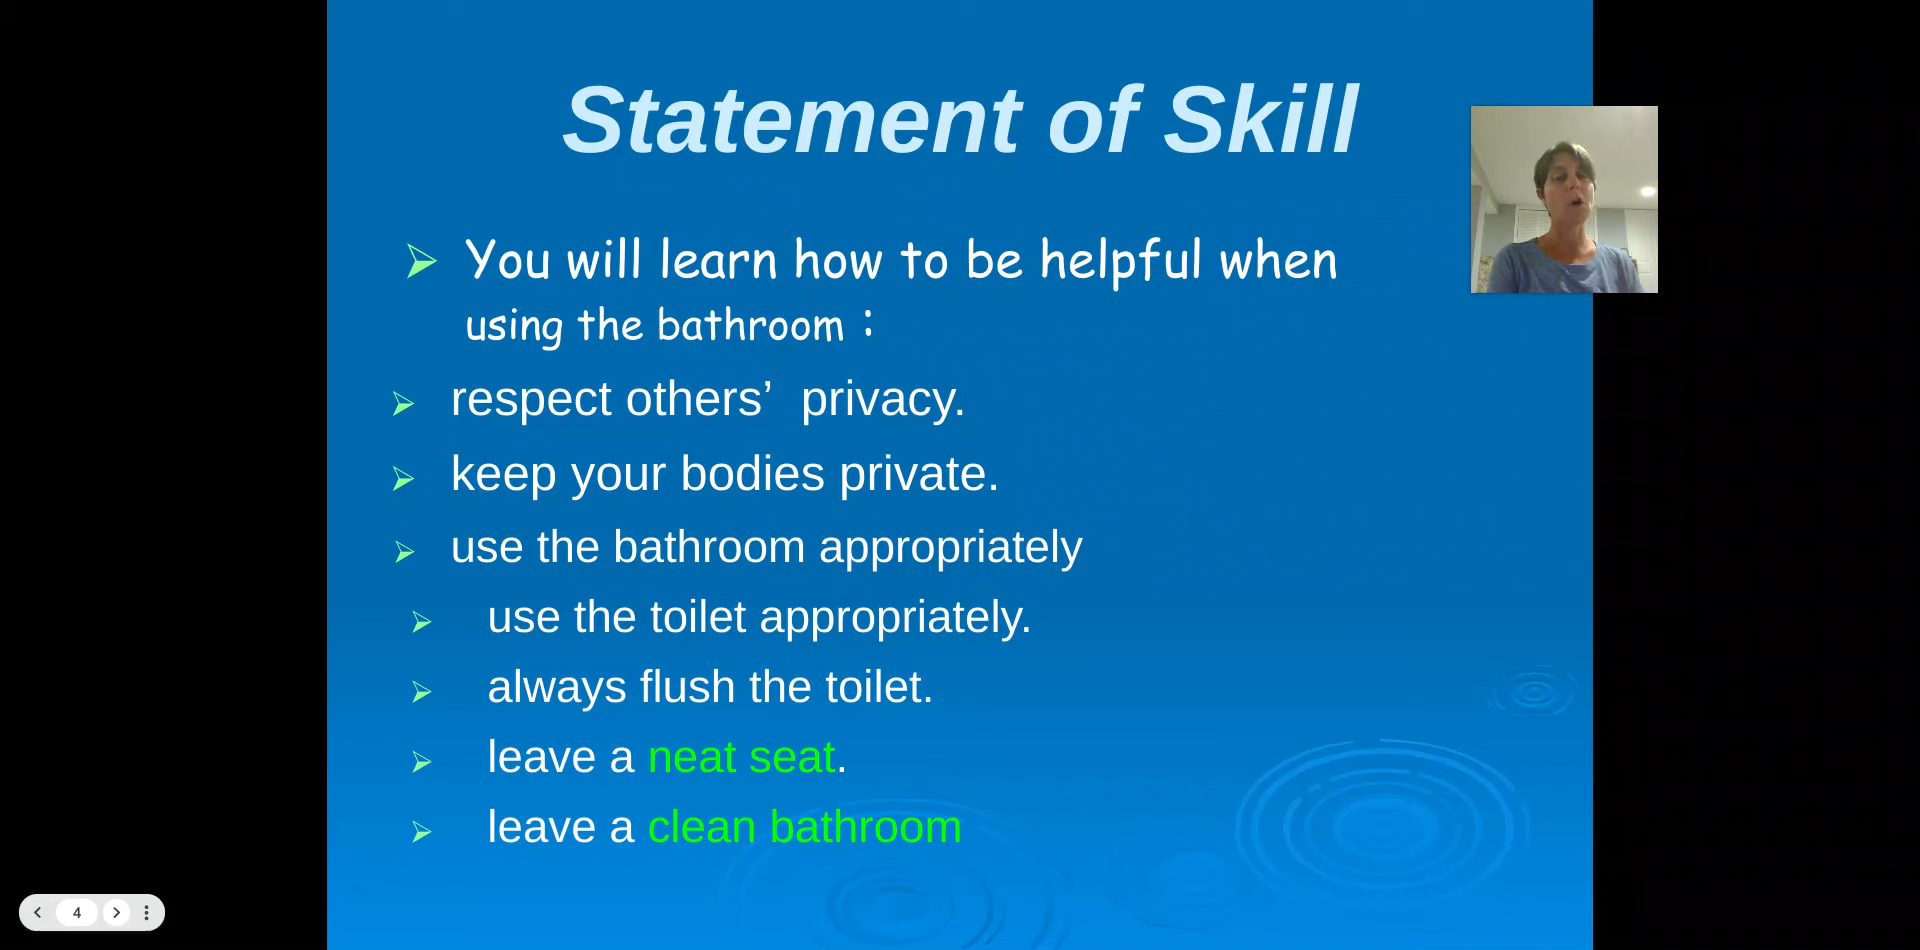 Statement of Skill
You will learn how to be helpful when
using the bathroom :
respect others’ privacy.
keep your bodies private.
use the bathroom appropriately
use the toilet appropriately.
always flush the toilet.
leave a neat seat.
leave a clean bathroom
4